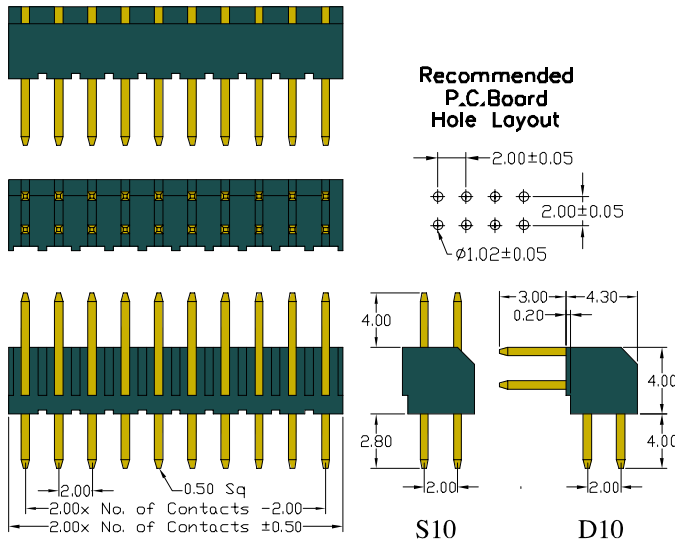 Recommended
P.C.Board
Hole Layout
2.00±0.05
2.00±0.05
ø1.02±0.05
4.00
2.80
2.00
3.00
4.30
0.20
4.00
4.00
2.00
2.00
0.50 Sq
2.00x No. of Contacts -2.00
2.00x No. of Contacts ±0.50
S10
D10